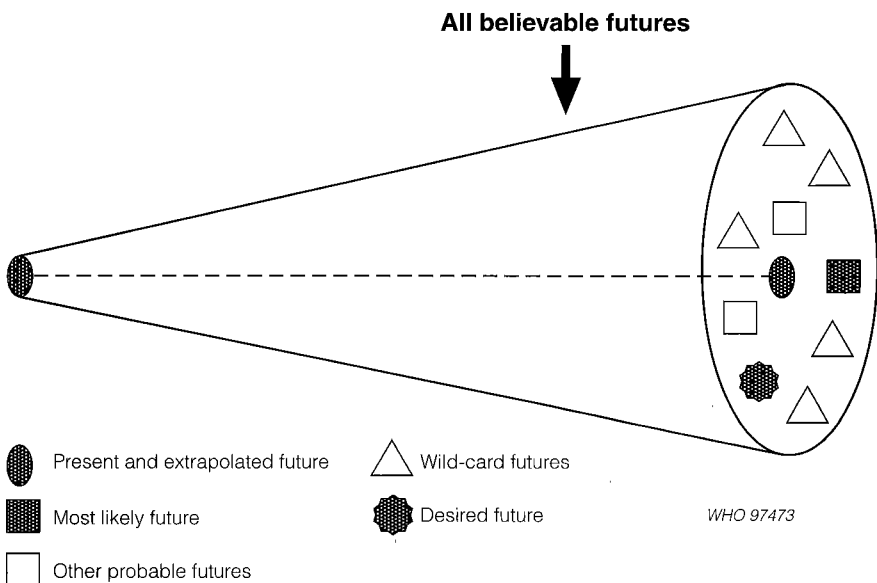 All believable futures
Present and extrapolated future
Wild-card futures
Most likely future
Desired future
WHO 97473
Other probable futures